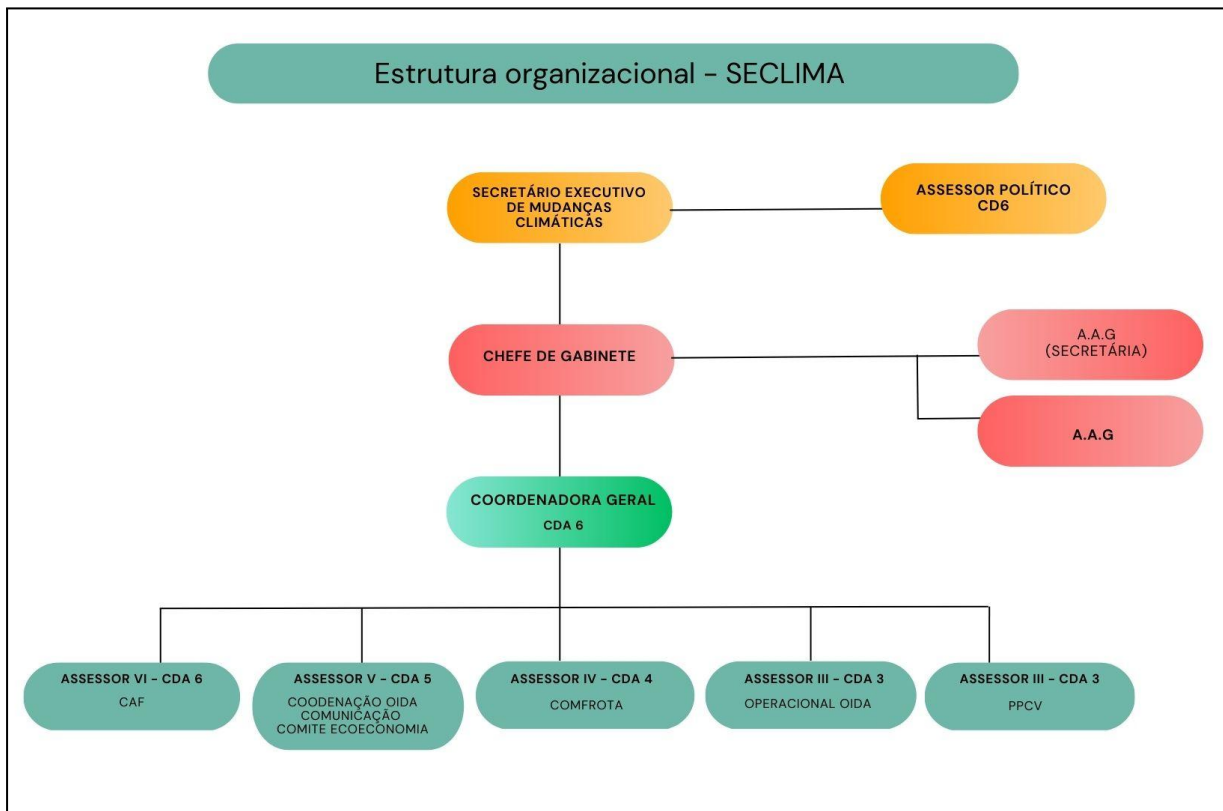 Estrutura organizacional - SECLIMA
SECRETÁRIO EXECUTIVO
DE MUDANÇAS
CLIMÁTICAS
ASSESSOR POLÍTICO
CD6
CHEFE DE GABINETE
A.A.G
(SECRETÁRIA)
A.A.G
COORDENADORA GERAL
CDA 6
ASSESSOR VI - CDA 6
CAF
ASSESSOR V - CDA 5
COODENAÇÃO OIDA
COMUNICAÇÃO
COMITE ECOECONOMIA
ASSESSOR IV - CDA 4
COMFROTA
ASSESSOR III - CDA 3
OPERACIONAL OIDA
ASSESSOR III - CDA 3
PPCV